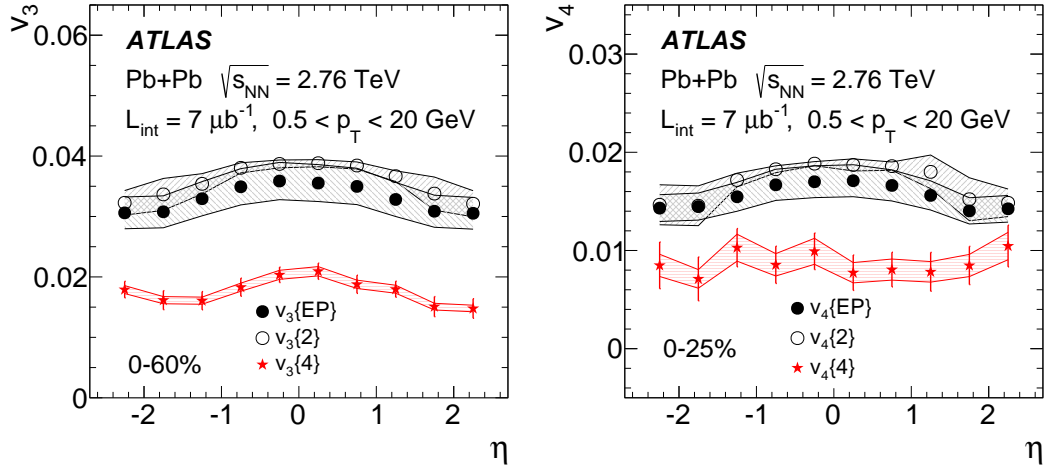 v3
0.06
0.04
0.02
0
ATLAS
Pb+Pb √sNN = 2.76 TeV
Lint = 7 μb-1, 0.5 < pT < 20 GeV
v3{EP}
v3{2}
v3{4}
0-60%
-2 -1 0 1 2
η
v4
0.03
0.02
0.01
0
ATLAS
Pb+Pb √sNN = 2.76 TeV
Lint = 7 μb-1, 0.5 < pT < 20 GeV
v4{EP}
v4{2}
v4{4}
0-25%
-2 -1 0 1 2
η